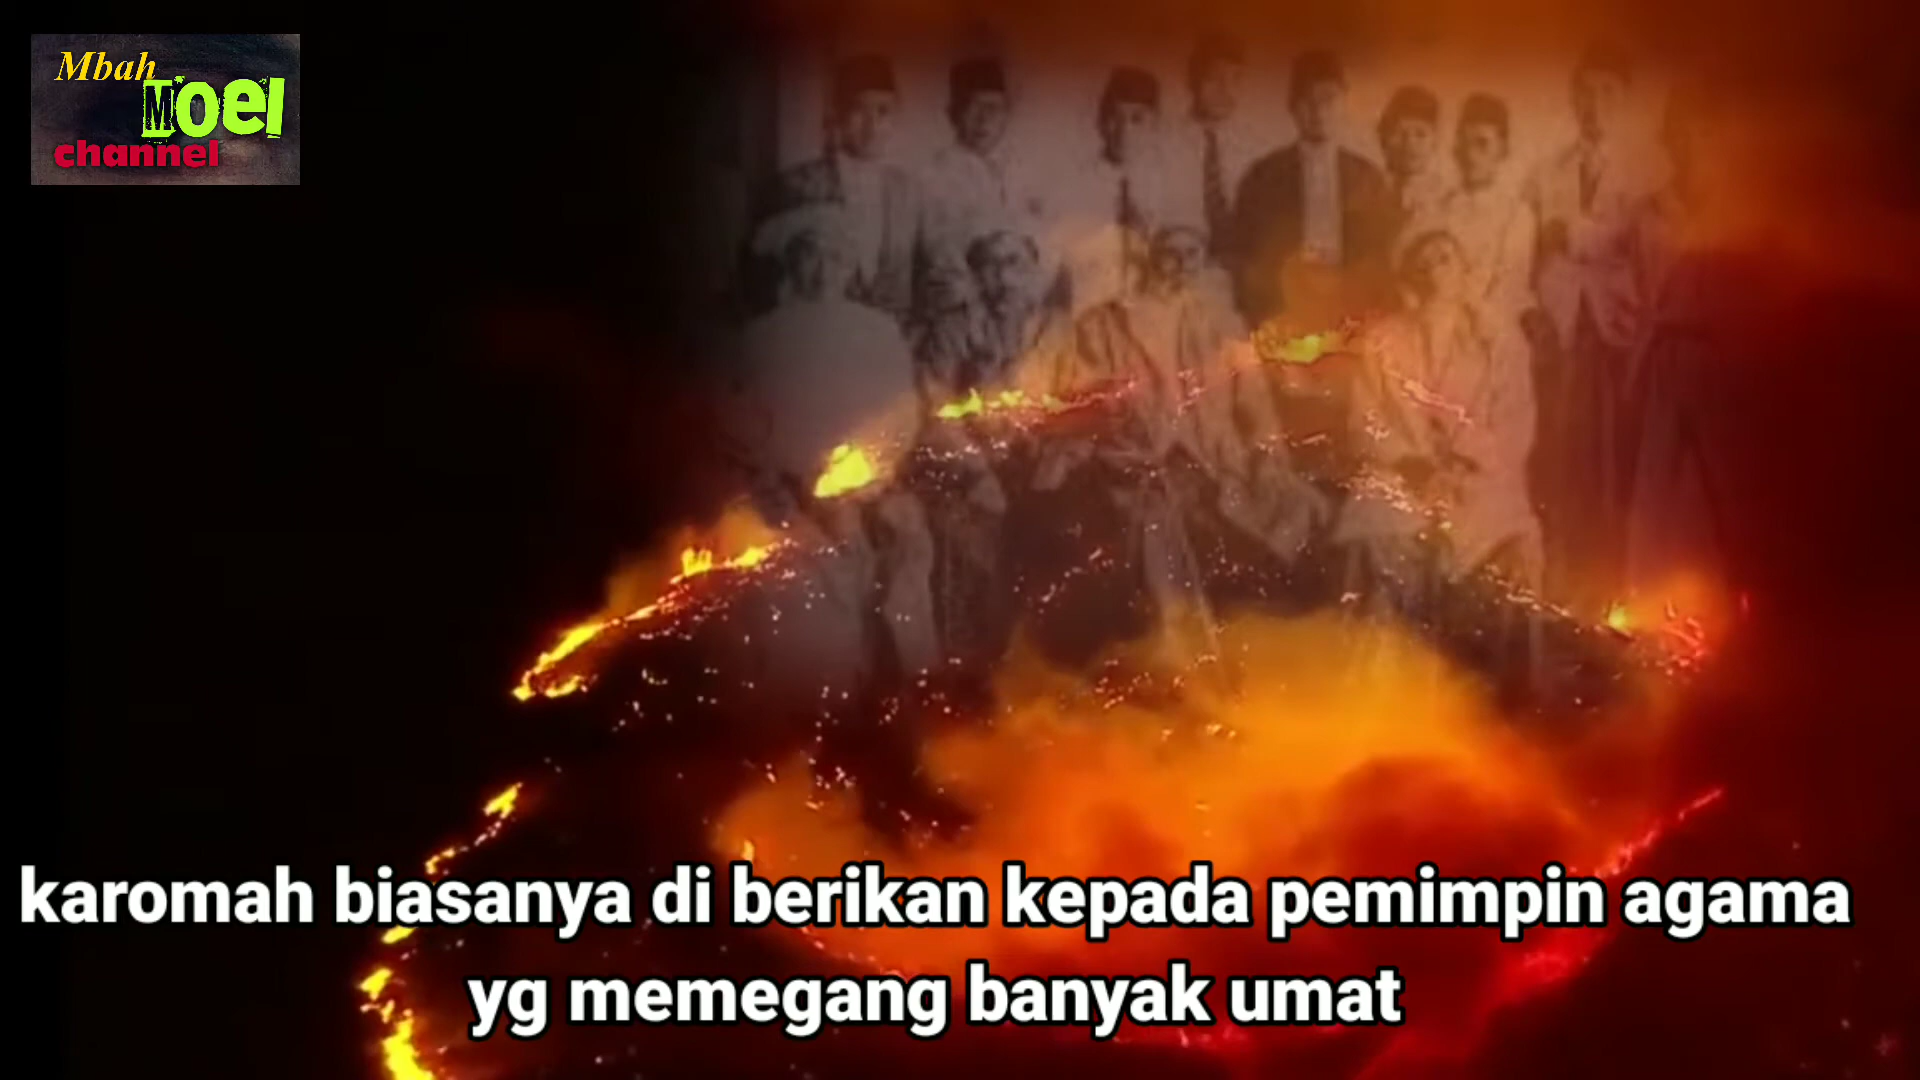 Mbah
Moel
channel
karomah biasanya di berikan kepada pemimpin agama
yg memegang banyak umat